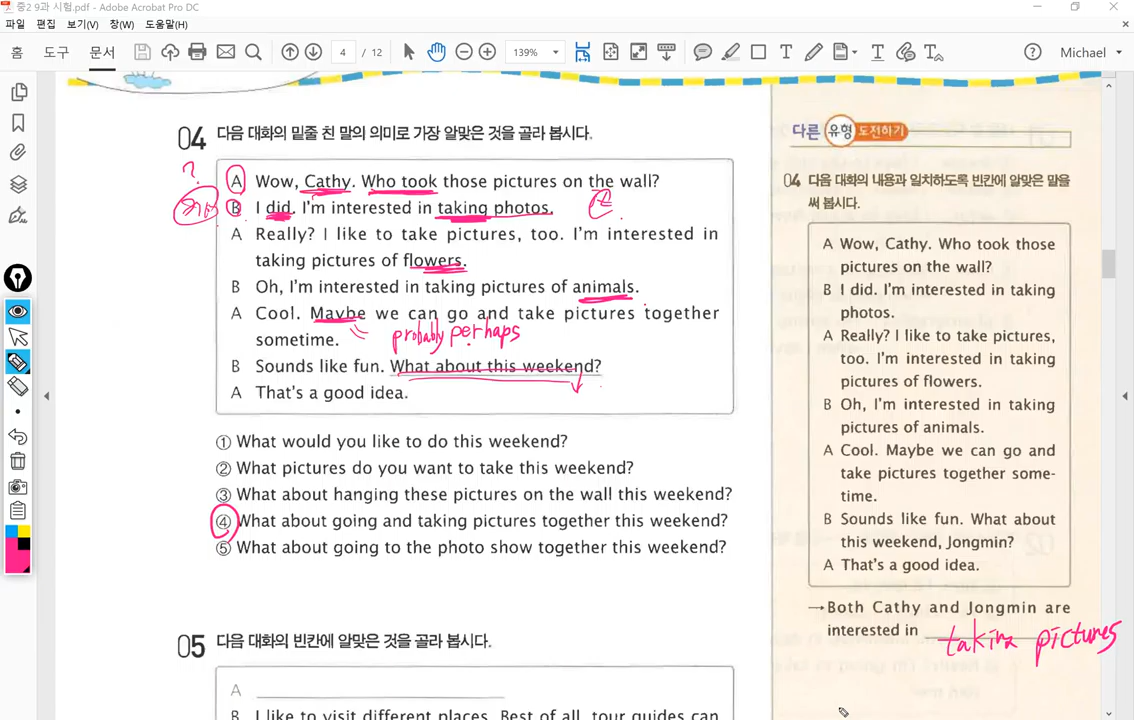 중2 9과 시험.pdf - Adobe Acrobat Pro DC
파일 편집 보기(V) 창(W) 도움말(H)
홈 도구 문서 4 / 12 139% Michael
04 다음 대화의 밑줄 친 말의 의미로 가장 알맞은 것을 골라 봅시다.
?
A Wow, Cathy. Who took those pictures on the wall?
B I did. I'm interested in taking photos.
A Really? I like to take pictures, too. I'm interested in
taking pictures of flowers.
B Oh, I'm interested in taking pictures of animals.
A Cool. Maybe we can go and take pictures together
sometime.
probably perhaps
B Sounds like fun. What about this weekend?
A That's a good idea.
① What would you like to do this weekend?
② What pictures do you want to take this weekend?
③ What about hanging these pictures on the wall this weekend?
④ What about going and taking pictures together this weekend?
⑤ What about going to the photo show together this weekend?
05 다음 대화의 빈칸에 알맞은 것을 골라 봅시다.
A
B I like to visit different places. Best of all, tour guides can
다른 유형 도전하기
04 다음 대화의 내용과 일치하도록 빈칸에 알맞은 말을
써 봅시다.
A Wow, Cathy. Who took those
pictures on the wall?
B I did. I'm interested in taking
photos.
A Really? I like to take pictures,
too. I'm interested in taking
pictures of flowers.
B Oh, I'm interested in taking
pictures of animals.
A Cool. Maybe we can go and
take pictures together some-
time.
B Sounds like fun. What about
this weekend, Jongmin?
A That's a good idea.
→ Both Cathy and Jongmin are
interested in taking pictures